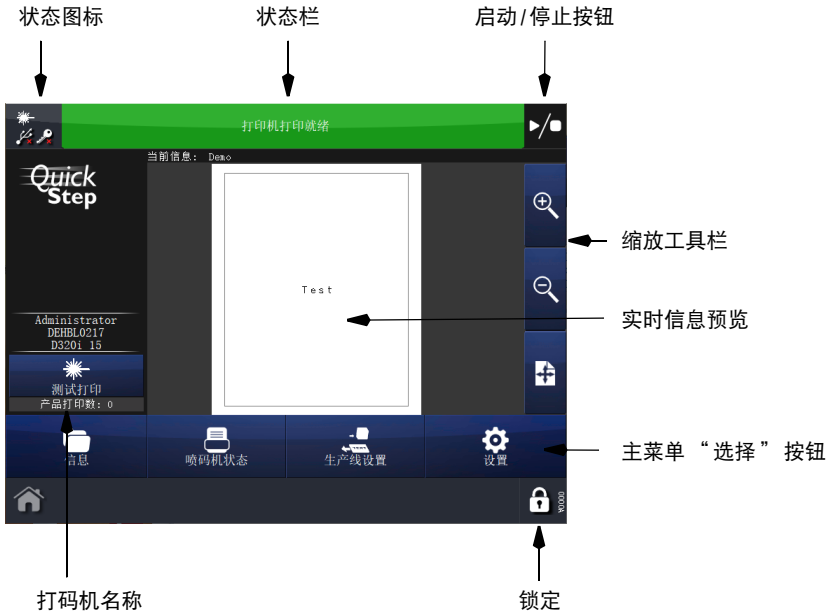 状态图标
状态栏
启动/停止按钮
打印机打印就绪
当前信息: Demo
Quick
Step
缩放工具栏
Test
实时信息预览
Administrator
DEHBL0217
D320i 15
测试打印
产品打印数: 0
信息
喷码机状态
生产线设置
设置
主菜单 “选择” 按钮
打码机名称
锁定